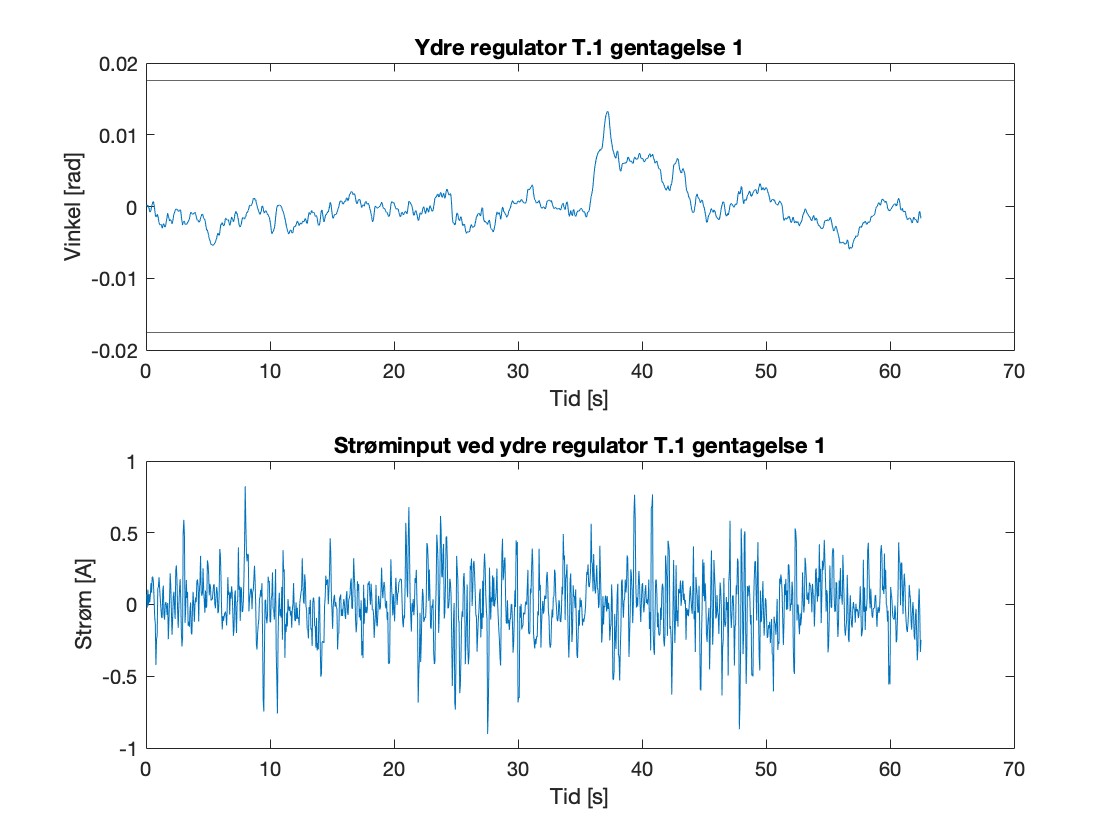 Ydre regulator T.1 gentagelse 1
0.02
0.01
0
-0.01
-0.02
Vinkel [rad]
0 10 20 30 40 50 60 70
Tid [s]
Strøminput ved ydre regulator T.1 gentagelse 1
1
0.5
0
-0.5
-1
Strøm [A]
0 10 20 30 40 50 60 70
Tid [s]